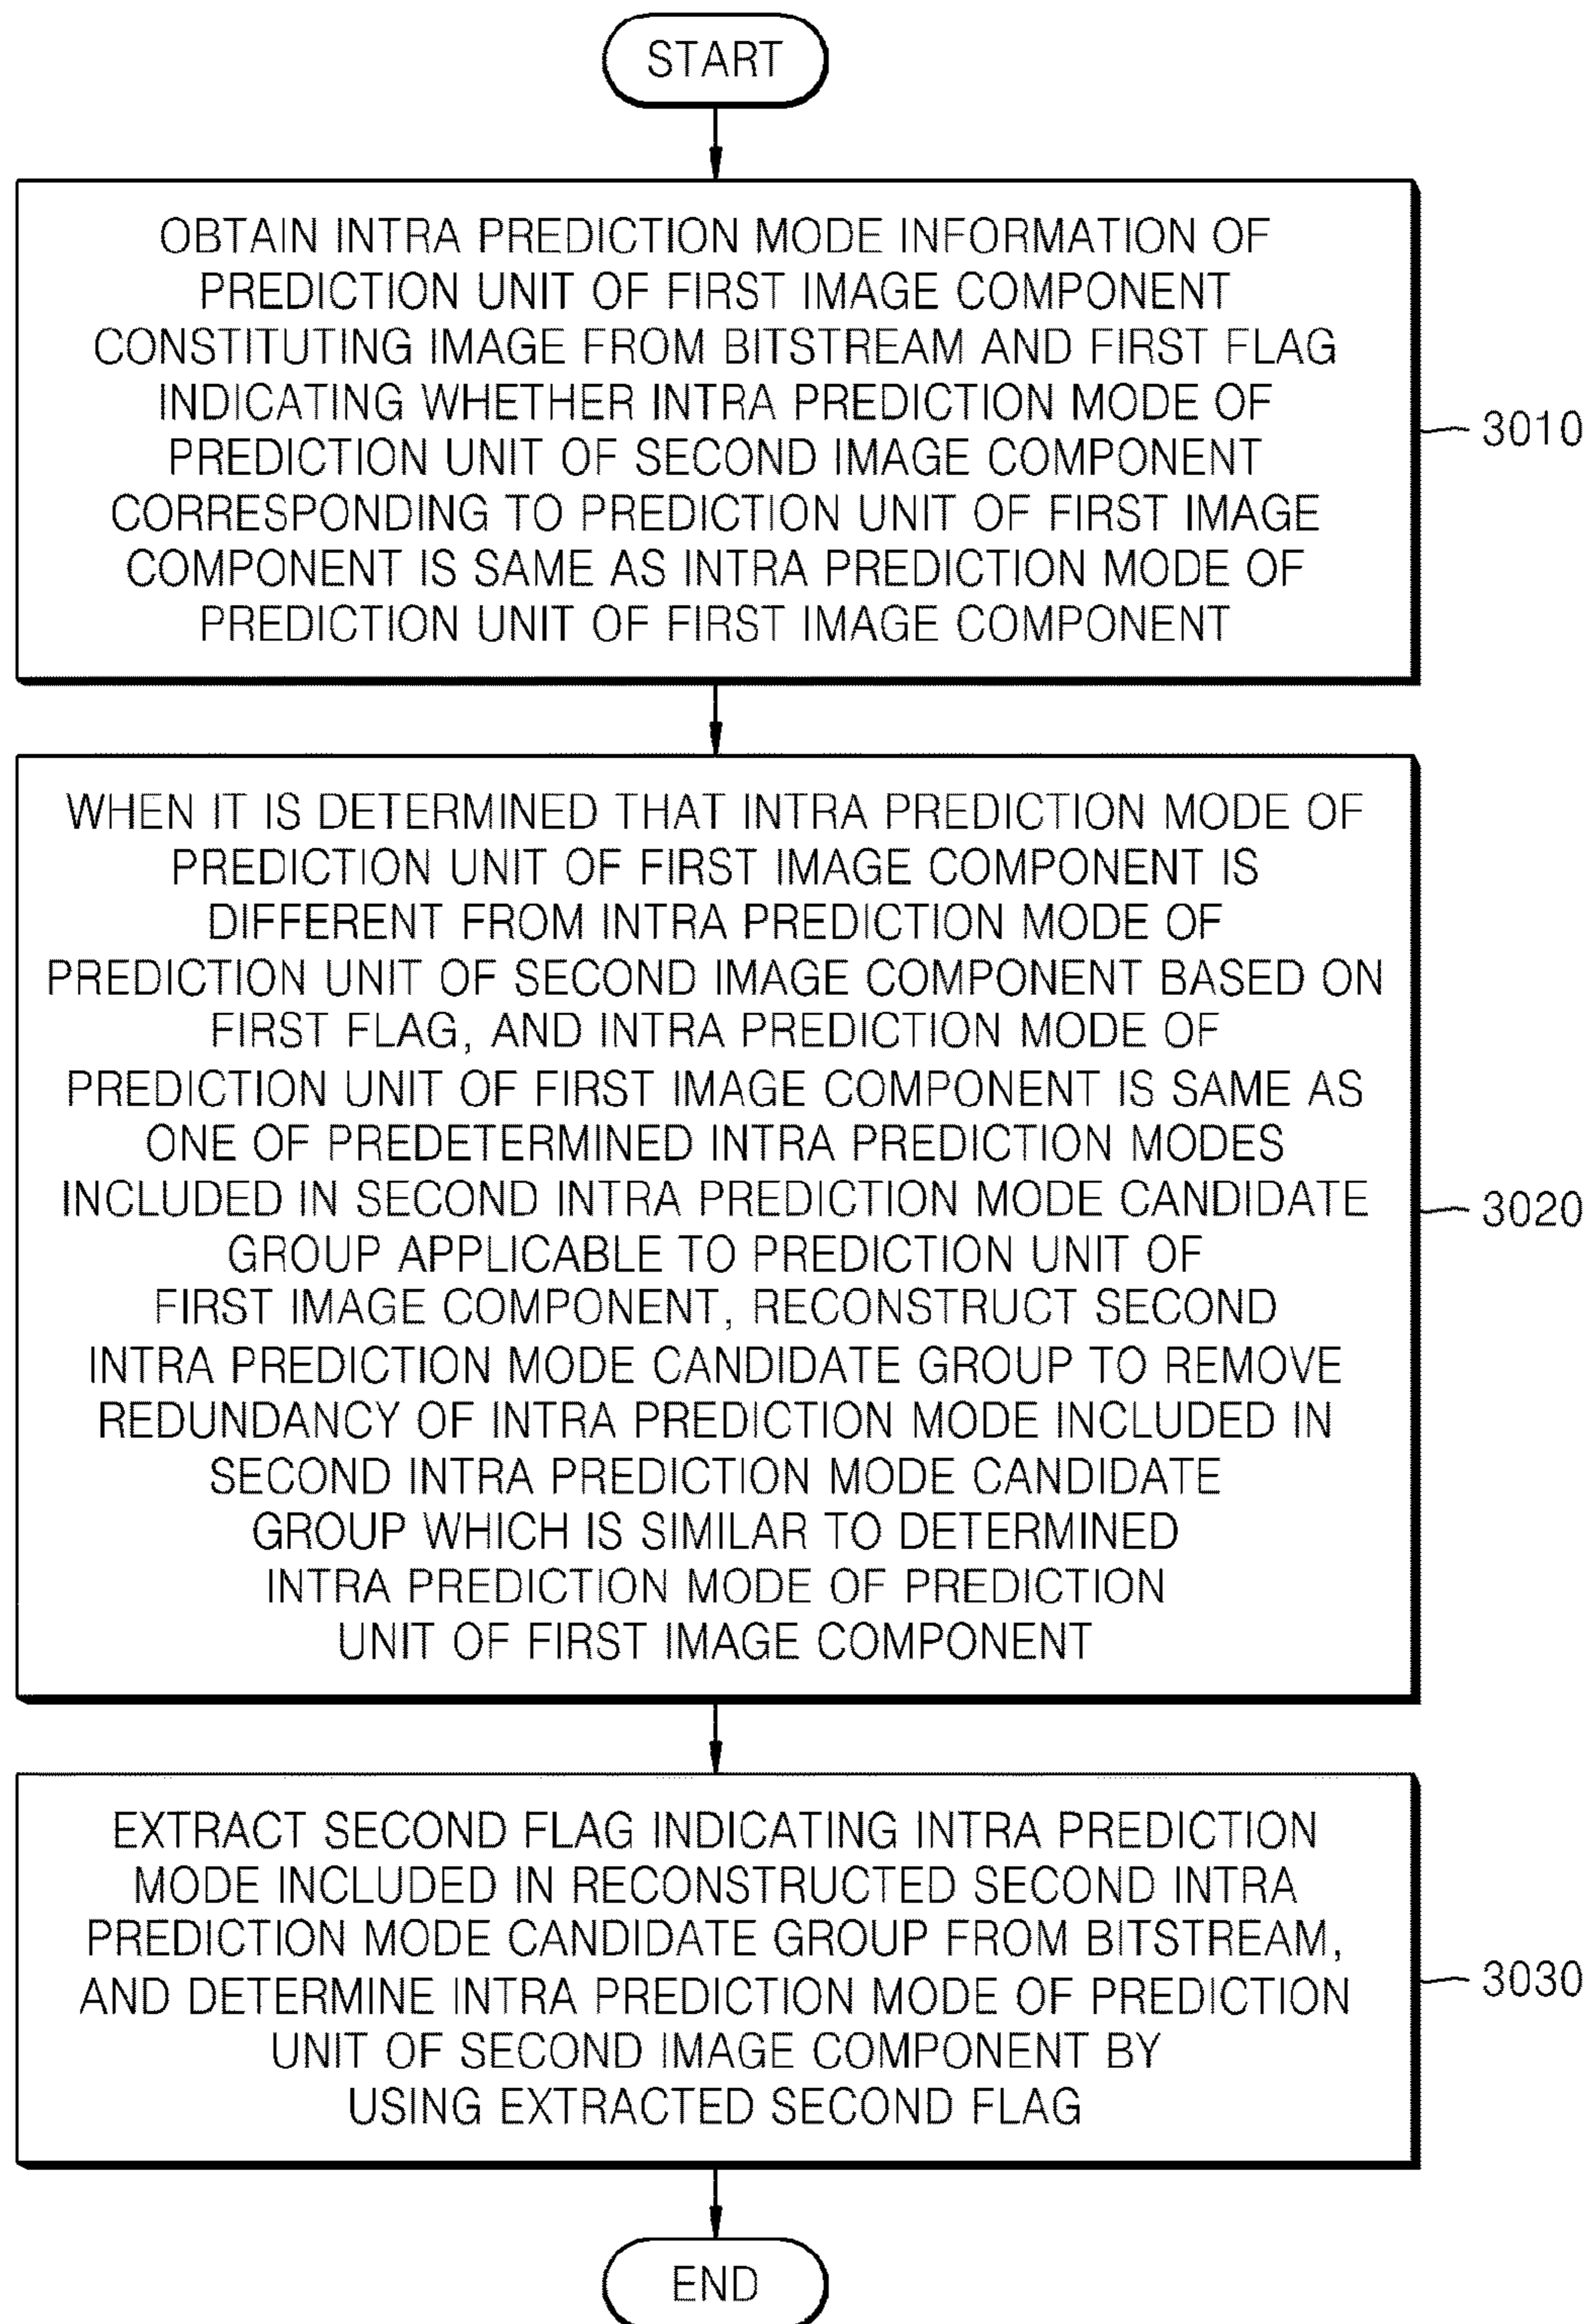 START
OBTAIN INTRA PREDICTION MODE INFORMATION OF
PREDICTION UNIT OF FIRST IMAGE COMPONENT
CONSTITUTING IMAGE FROM BITSTREAM AND FIRST FLAG
INDICATING WHETHER INTRA PREDICTION MODE OF
PREDICTION UNIT OF SECOND IMAGE COMPONENT
CORRESPONDING TO PREDICTION UNIT OF FIRST IMAGE
COMPONENT IS SAME AS INTRA PREDICTION MODE OF
PREDICTION UNIT OF FIRST IMAGE COMPONENT
3010
WHEN IT IS DETERMINED THAT INTRA PREDICTION MODE OF
PREDICTION UNIT OF FIRST IMAGE COMPONENT IS
DIFFERENT FROM INTRA PREDICTION MODE OF
PREDICTION UNIT OF SECOND IMAGE COMPONENT BASED ON
FIRST FLAG, AND INTRA PREDICTION MODE OF
PREDICTION UNIT OF FIRST IMAGE COMPONENT IS SAME AS
ONE OF PREDETERMINED INTRA PREDICTION MODES
INCLUDED IN SECOND INTRA PREDICTION MODE CANDIDATE
GROUP APPLICABLE TO PREDICTION UNIT OF
FIRST IMAGE COMPONENT, RECONSTRUCT SECOND
INTRA PREDICTION MODE CANDIDATE GROUP TO REMOVE
REDUNDANCY OF INTRA PREDICTION MODE INCLUDED IN
SECOND INTRA PREDICTION MODE CANDIDATE
GROUP WHICH IS SIMILAR TO DETERMINED
INTRA PREDICTION MODE OF PREDICTION
UNIT OF FIRST IMAGE COMPONENT
3020
EXTRACT SECOND FLAG INDICATING INTRA PREDICTION
MODE INCLUDED IN RECONSTRUCTED SECOND INTRA
PREDICTION MODE CANDIDATE GROUP FROM BITSTREAM,
AND DETERMINE INTRA PREDICTION MODE OF PREDICTION
UNIT OF SECOND IMAGE COMPONENT BY
USING EXTRACTED SECOND FLAG
3030
END